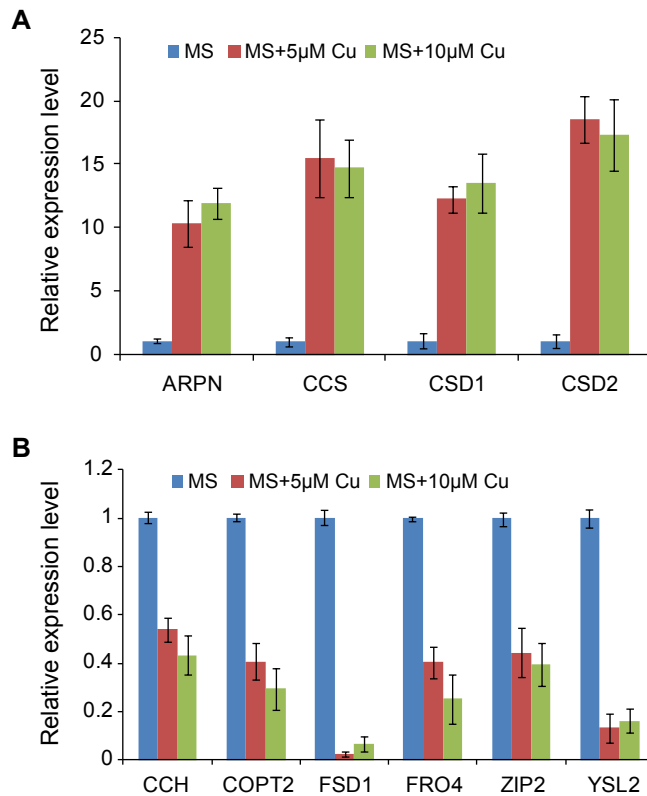 A
MS MS+5µM Cu MS+10µM Cu
Relative expression level
25
20
15
10
5
0
ARPN CCS CSD1 CSD2
B
MS MS+5µM Cu MS+10µM Cu
Relative expression level
1.2
1
0.8
0.6
0.4
0.2
0
CCH COPT2 FSD1 FRO4 ZIP2 YSL2